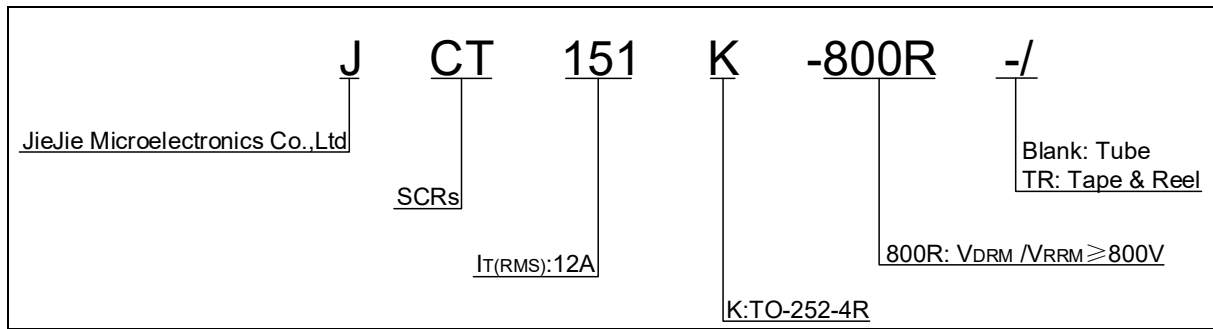 J CT 151 K -800R -/
JieJie Microelectronics Co.,Ltd
Blank: Tube
TR: Tape & Reel
SCRs
IT(RMS):12A
800R: VDRM /VRRM≥800V
K:TO-252-4R